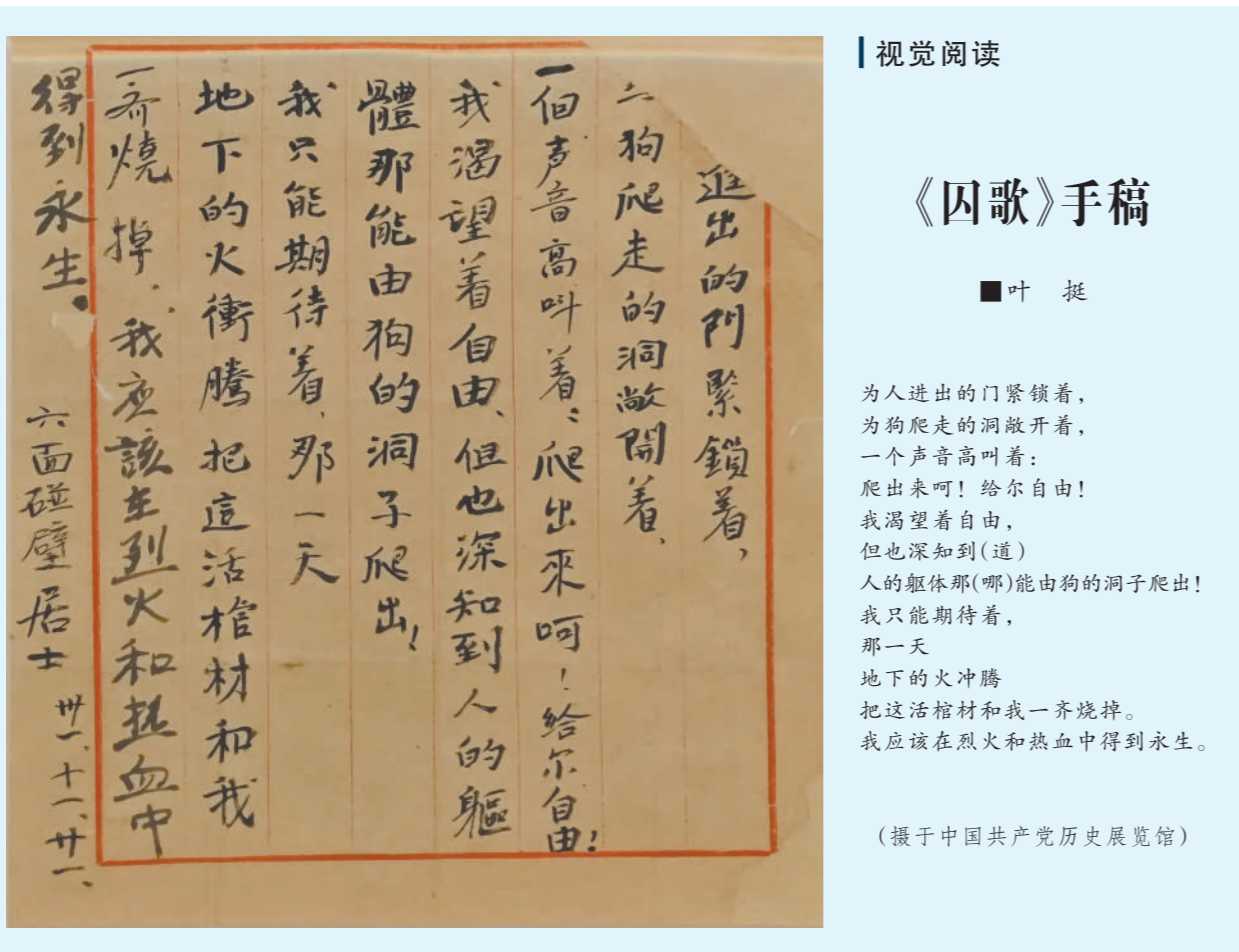 逛出的門緊鎖着,
狗爬走的洞敞開着、
一個声音高呌着:爬出來呵!给尔自由!
我渴望着自由、但也深知到人的軀
體那能由狗的洞子爬出!
我只能期待着、那一天
地下的火衝騰把這活棺材和我
一齐燒掉、我应該在烈火和热血中
得到永生。
六面碰壁居士
卅一、十一、廿一、
视觉阅读
《囚歌》手稿
■叶 挺
为人进出的门紧锁着,
为狗爬走的洞敞开着,
一个声音高叫着:
爬出来呵!给尔自由!
我渴望着自由,
但也深知到(道)
人的躯体那(哪)能由狗的洞子爬出!
我只能期待着,
那一天
地下的火冲腾
把这活棺材和我一齐烧掉。
我应该在烈火和热血中得到永生。
(摄于中国共产党历史展览馆)